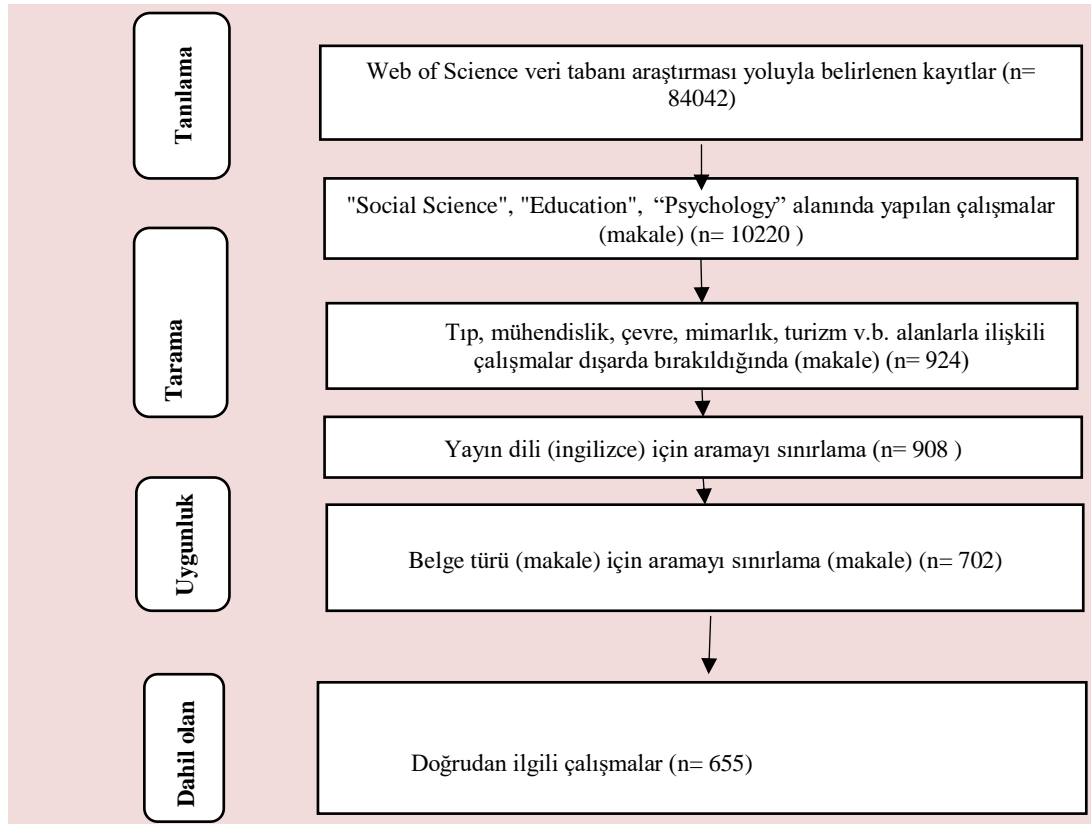 Tanılama
Web of Science veri tabanı araştırması yoluyla belirlenen kayıtlar (n=
84042)
"Social Science", "Education", “Psychology” alanında yapılan çalışmalar
(makale) (n= 10220 )
Tarama
Tıp, mühendislik, çevre, mimarlık, turizm v.b. alanlarla ilişkili
çalışmalar dışarda bırakıldığında (makale) (n= 924)
Yayın dili (ingilizce) için aramayı sınırlama (n= 908 )
Uygunluk
Belge türü (makale) için aramayı sınırlama (makale) (n= 702)
Dahil olan
Doğrudan ilgili çalışmalar (n= 655)